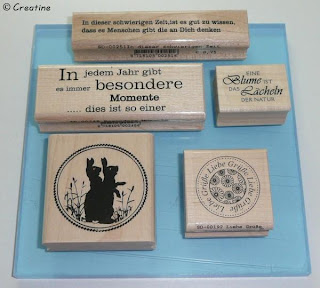 © Creatine
In dieser schwierigen Zeit,ist es gut zu wissen,
dass es Menschen gibt die an Dich denken
In jedem Jahr gibt
es immer besondere
Momente
..... dies ist so einer
EINE
Blume IST
DAS Lächeln
DER NATUR
Liebe Grüße Liebe Grüße